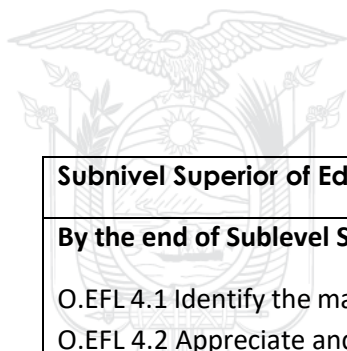 Subnivel Superior of Ed
By the end of Sublevel S
O.EFL 4.1 Identify the ma
O.EFL 4.2 Appreciate and